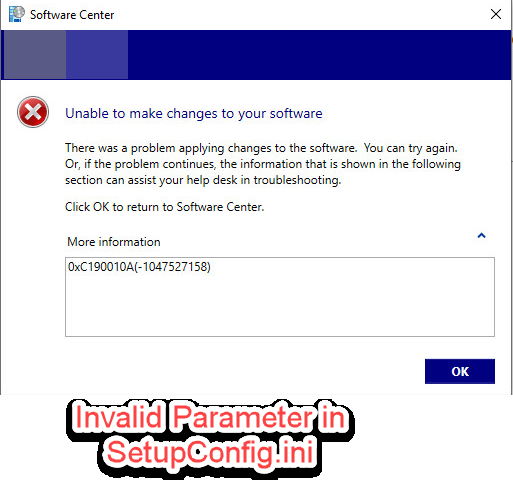 Software Center
Unable to make changes to your software
There was a problem applying changes to the software.  You can try again.
Or, if the problem continues, the information that is shown in the following
section can assist your help desk in troubleshooting.
Click OK to return to Software Center.
More information
0xC190010A(-1047527158)
OK
Invalid Parameter in
SetupConfig.ini